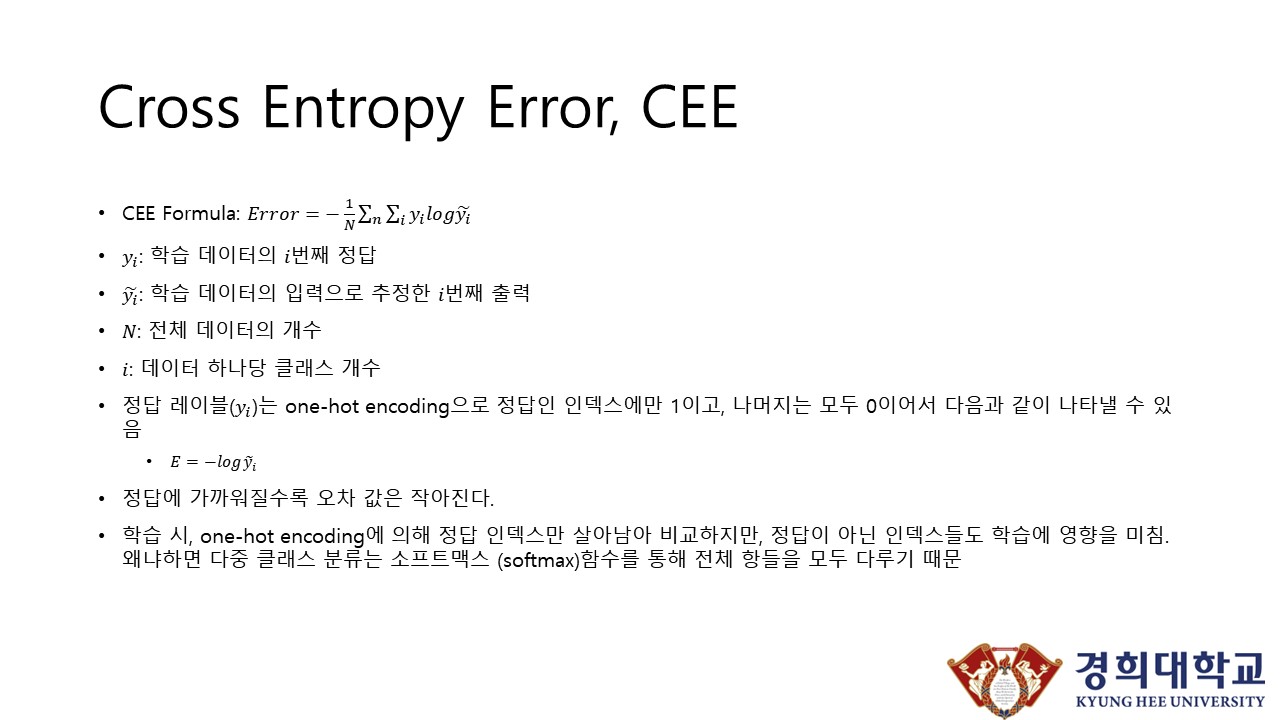 Cross Entropy Error, CEE
• CEE Formula: $Error = -\frac{1}{N}\sum_{n}\sum_{i} y_i log\tilde{y_i}$
• $y_i$: 학습 데이터의 $i$번째 정답
• $\tilde{y_i}$: 학습 데이터의 입력으로 추정한 $i$번째 출력
• $N$: 전체 데이터의 개수
• $i$: 데이터 하나당 클래스 개수
• 정답 레이블($y_i$)는 one-hot encoding으로 정답인 인덱스에만 1이고, 나머지는 모두 0이어서 다음과 같이 나타낼 수 있
음
• $E = -log\tilde{y}_i$
• 정답에 가까워질수록 오차 값은 작아진다.
• 학습 시, one-hot encoding에 의해 정답 인덱스만 살아남아 비교하지만, 정답이 아닌 인덱스들도 학습에 영향을 미침.
왜냐하면 다중 클래스 분류는 소프트맥스 (softmax)함수를 통해 전체 항들을 모두 다루기 때문
경희대학교
KYUNG HEE UNIVERSITY